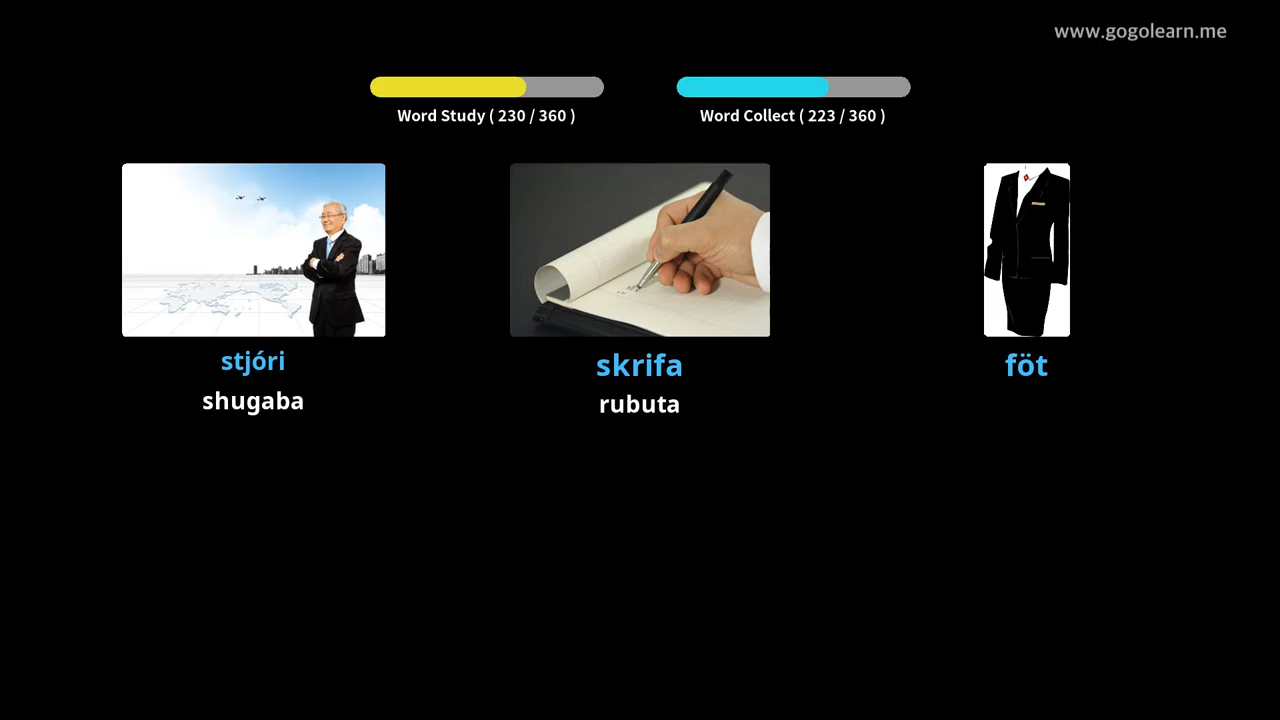 www.gogolearn.me
Word Study ( 230 / 360 )
Word Collect ( 223 / 360 )
stjóri
shugaba
skrifa
rubuta
föt